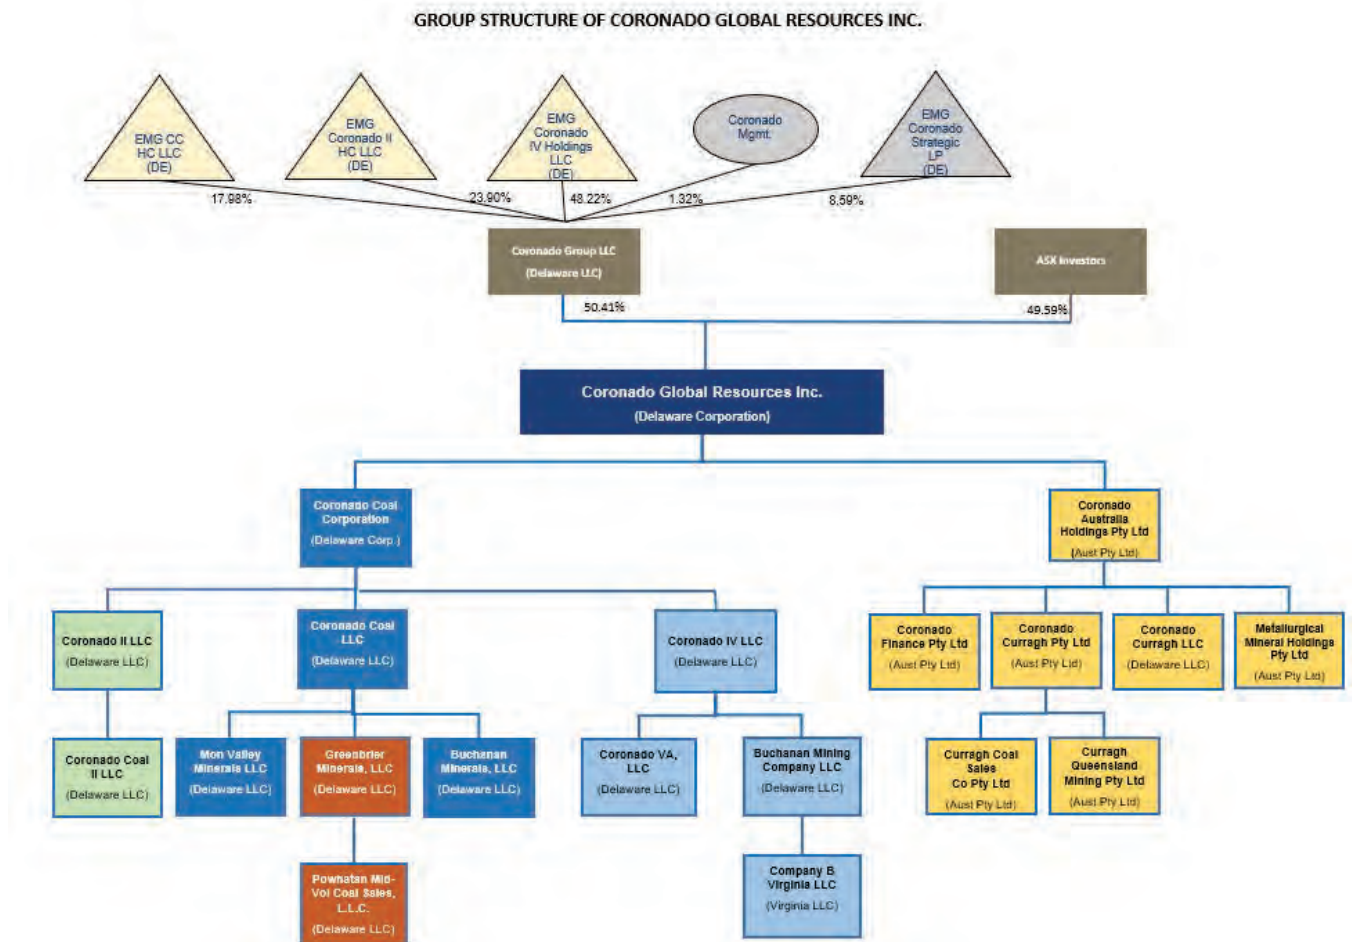 GROUP STRUCTURE OF CORONADO GLOBAL RESOURCES INC.
EMG CC
HC LLC
(DE)
EMG
Coronado II
HC LLC
(DE)
EMG
Coronado
IV Holdings
LLC
(DE)
Coronado
Mgmt.
EMG
Coronado
Strategic
LP
(DE)
17.98%
23.90%
48.22%
1.32%
8.59%
Coronado Group LLC
(Delaware LLC)
ASX Investors
50.41%
49.59%
Coronado Global Resources Inc.
(Delaware Corporation)
Coronado Coal
Corporation
(Delaware Corp.)
Coronado
Australia
Holdings Pty Ltd
(Aust Pty Ltd)
Coronado II LLC
(Delaware LLC)
Coronado Coal
LLC
(Delaware LLC)
Coronado IV LLC
(Delaware LLC)
Coronado
Finance Pty Ltd
(Aust Pty Ltd)
Coronado
Curragh Pty Ltd
(Aust Pty Ltd)
Coronado
Curragh LLC
(Delaware LLC)
Metallurgical
Mineral Holdings
Pty Ltd
(Aust Pty Ltd)
Coronado Coal
II LLC
(Delaware LLC)
Mon Valley
Minerals LLC
(Delaware LLC)
Greenbrier
Minerals, LLC
(Delaware LLC)
Buchanan
Minerals, LLC
(Delaware LLC)
Coronado VA,
LLC
(Delaware LLC)
Buchanan Mining
Company LLC
(Delaware LLC)
Curragh Coal
Sales
Co Pty Ltd
(Aust Pty Ltd)
Curragh
Queensland
Mining Pty Ltd
(Aust Pty Ltd)
Powhatan Mid-
Vol Coal Sales,
L.L.C.
(Delaware LLC)
Company B
Virginia LLC
(Virginia LLC)